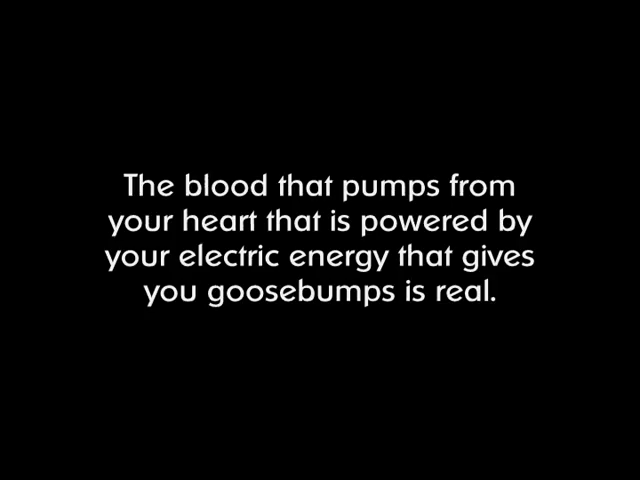 The blood that pumps from
your heart that is powered by
your electric energy that gives
you goosebumps is real.